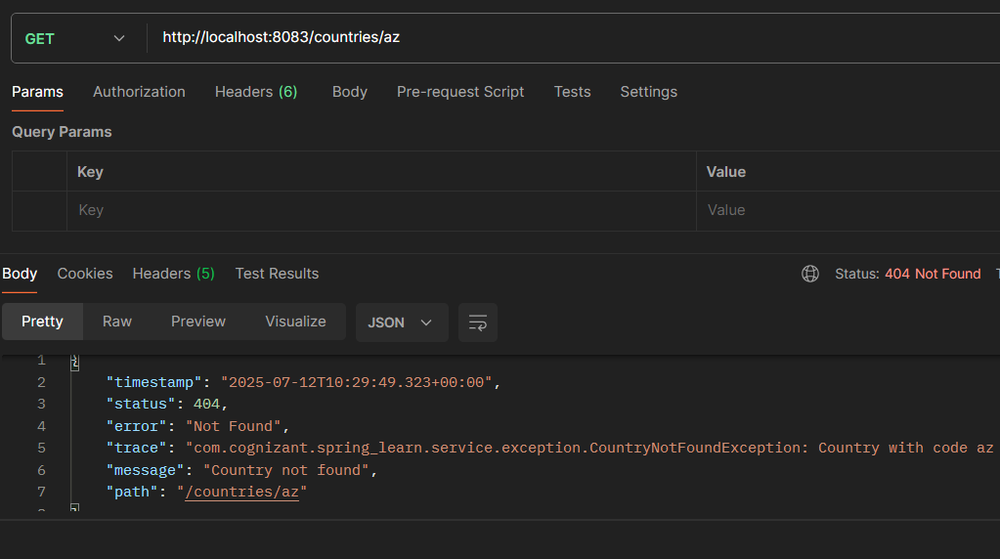 GET http://localhost:8083/countries/az
Params Authorization Headers (6) Body Pre-request Script Tests Settings
Query Params
Key Value
Key Value
Body Cookies Headers (5) Test Results Status: 404 Not Found
Pretty Raw Preview Visualize JSON
1 {
2 "timestamp": "2025-07-12T10:29:49.323+00:00",
3 "status": 404,
4 "error": "Not Found",
5 "trace": "com.cognizant.spring_learn.service.exception.CountryNotFoundException: Country with code az
6 "message": "Country not found",
7 "path": "/countries/az"
8 }